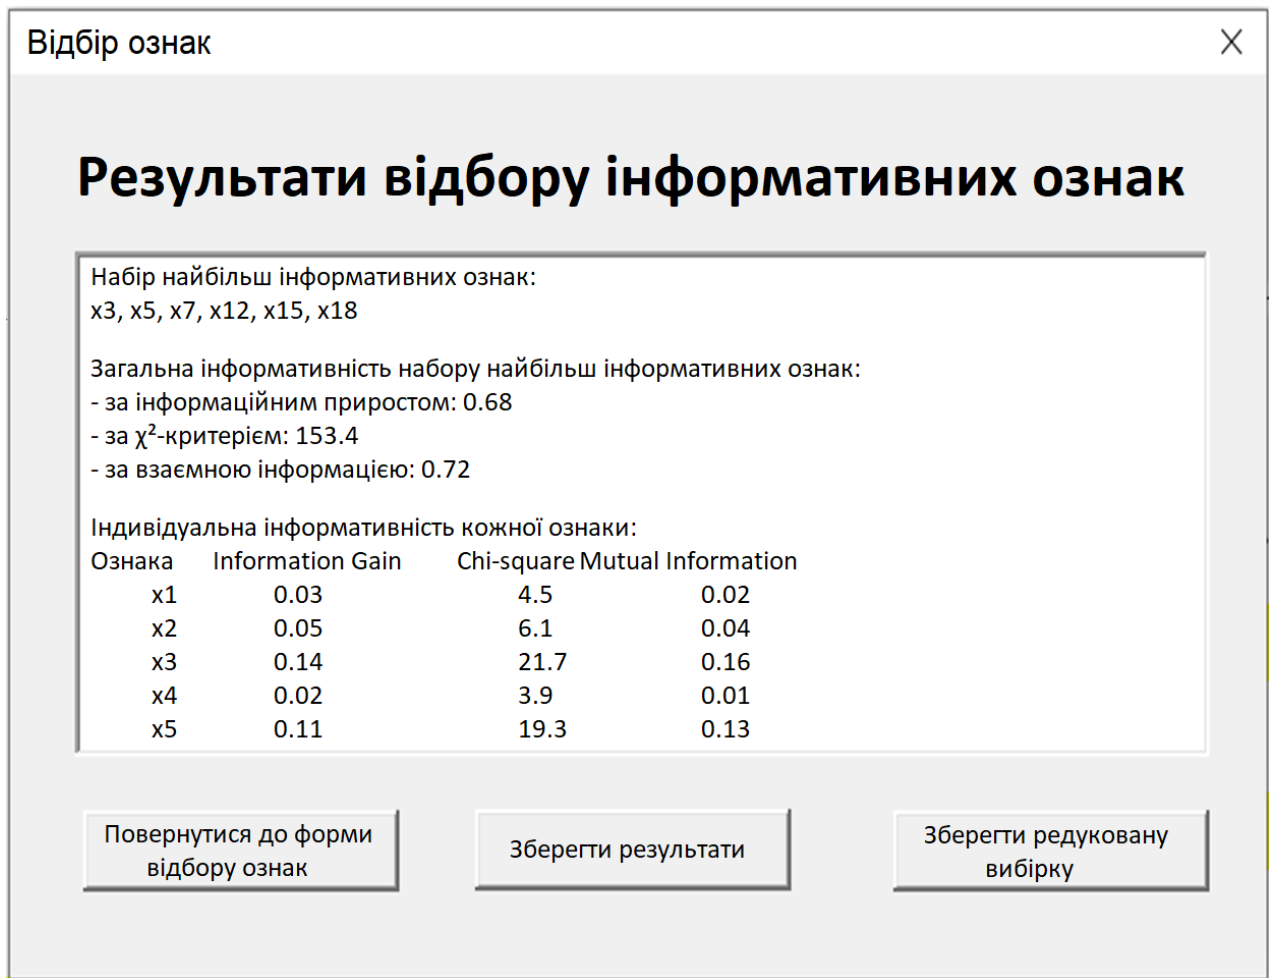 Відбір ознак
Результати відбору інформативних ознак
Набір найбільш інформативних ознак:
x3, x5, x7, x12, x15, x18
Загальна інформативність набору найбільш інформативних ознак:
- за інформаційним приростом: 0.68
- за χ²-критерієм: 153.4
- за взаємною інформацією: 0.72
Індивідуальна інформативність кожної ознаки:
Ознака Information Gain Chi-square Mutual Information
x1 0.03 4.5 0.02
x2 0.05 6.1 0.04
x3 0.14 21.7 0.16
x4 0.02 3.9 0.01
x5 0.11 19.3 0.13
Повернутися до форми
відбору ознак
Зберегти результати
Зберегти редуковану
вибірку